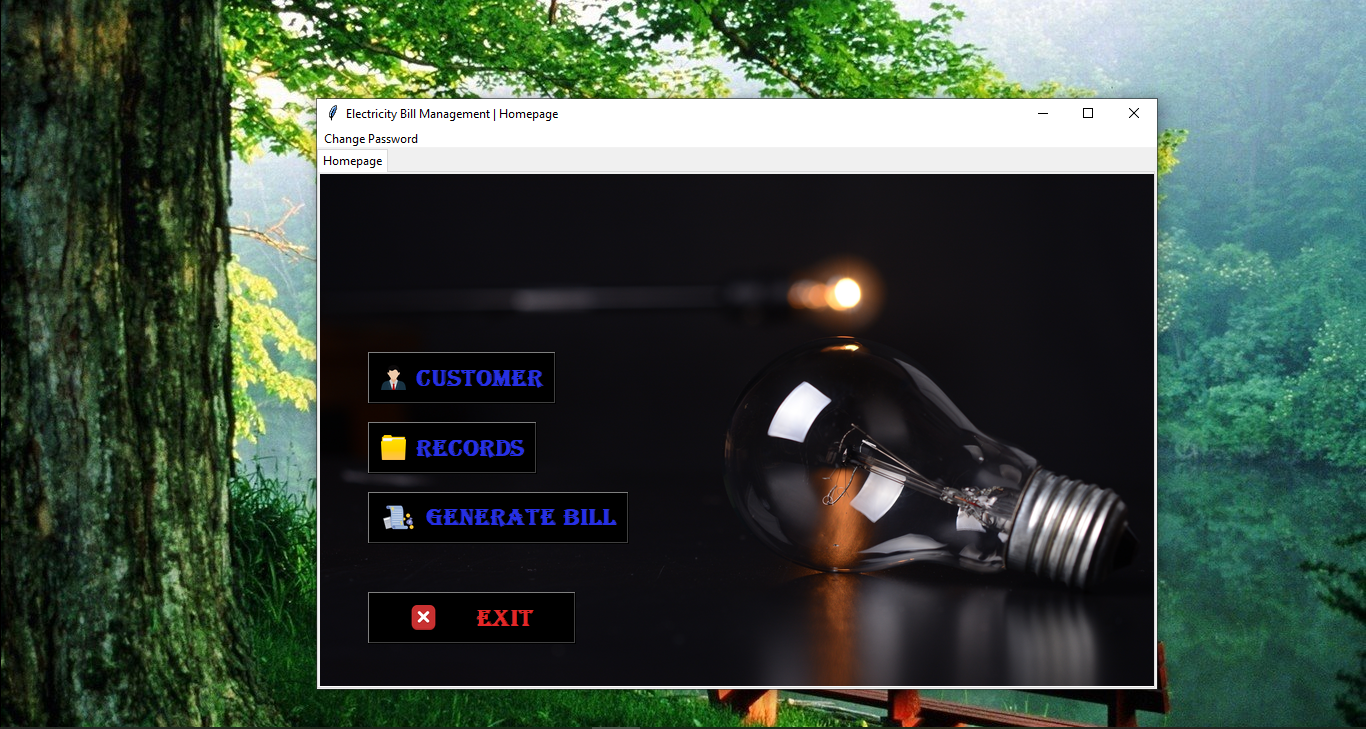 Electricity Bill Management | Homepage
Change Password
Homepage
CUSTOMER
RECORDS
GENERATE BILL
EXIT